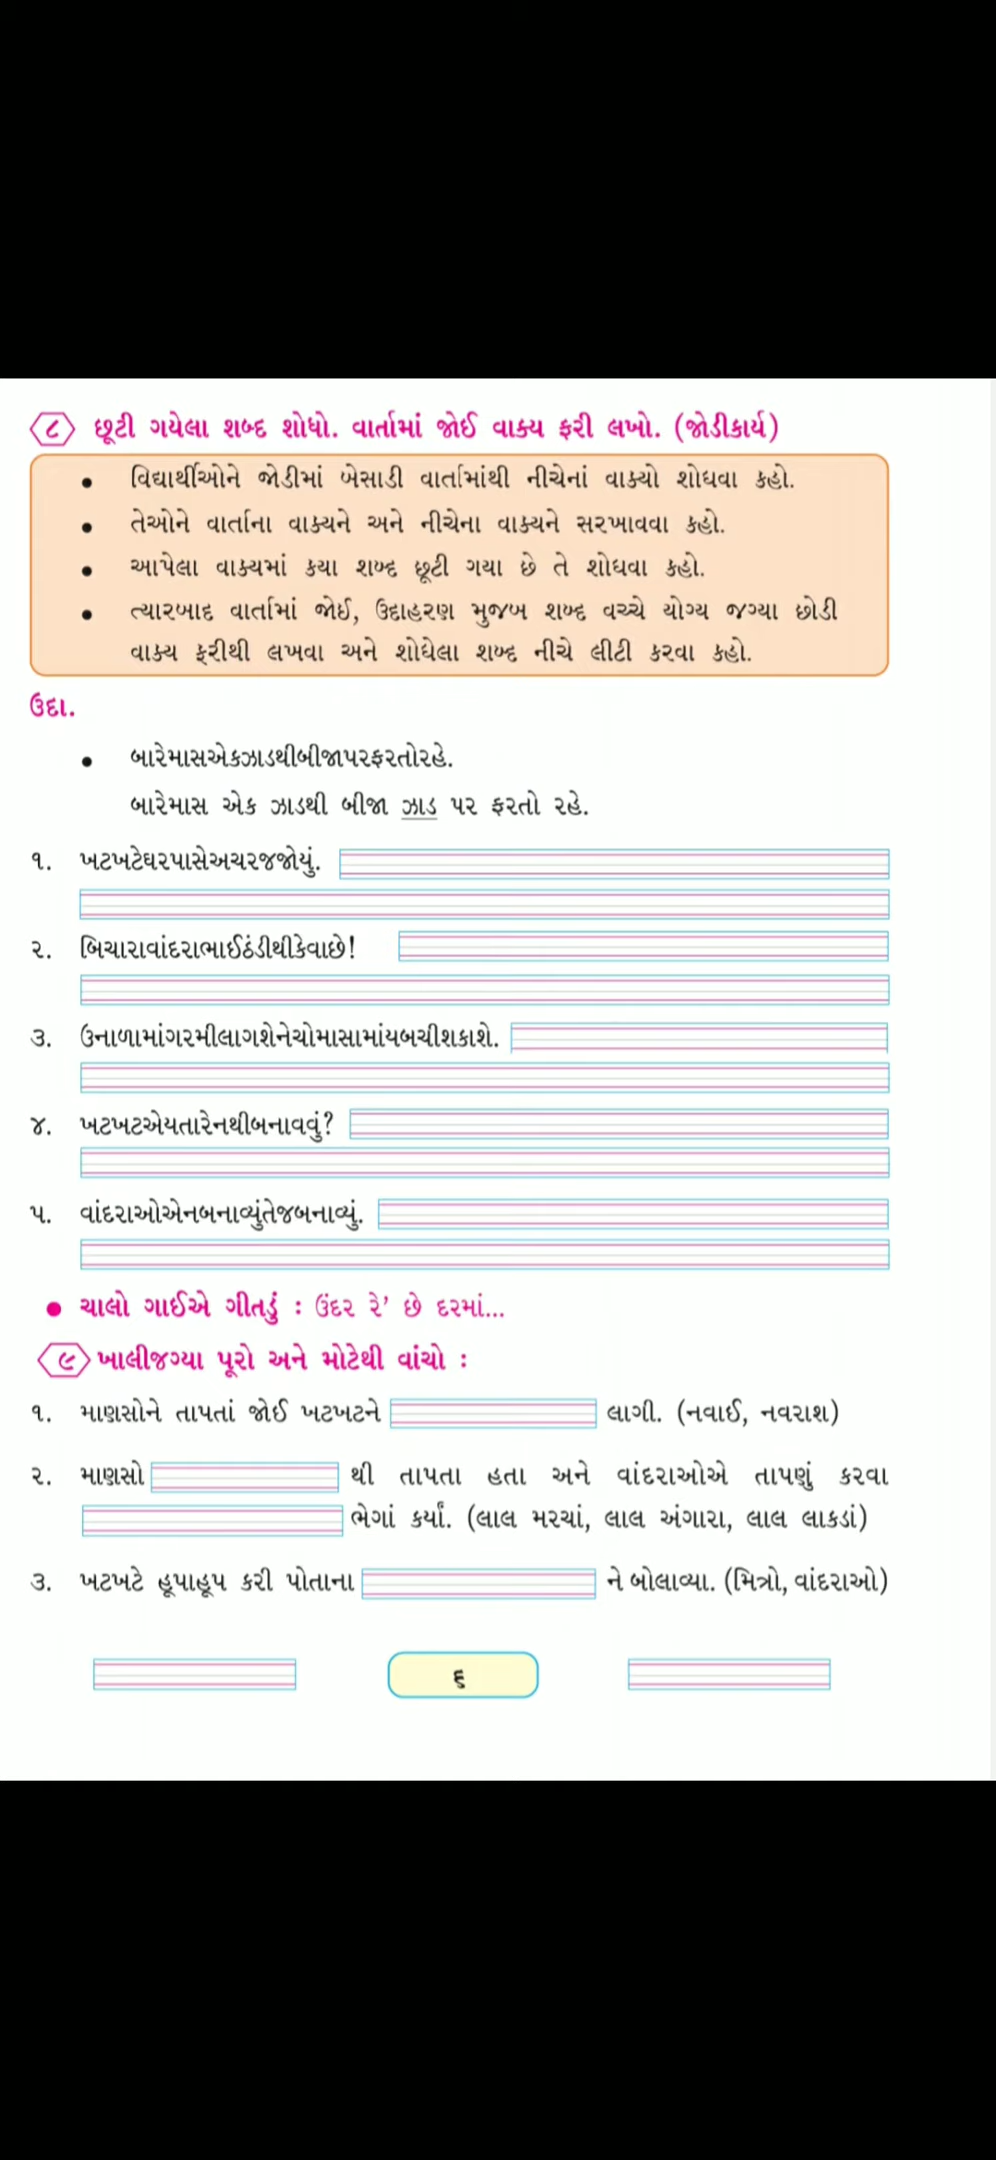 ૮ છૂટી ગયેલા શબ્દ શોધો. વાર્તામાં જોઈ વાક્ય ફરી લખો. (જોડીકાર્ય)
• વિદ્યાર્થીઓને જોડીમાં બેસાડી વાર્તામાંથી નીચેનાં વાક્યો શોધવા કહો.
• તેઓને વાર્તાના વાક્યને અને નીચેના વાક્યને સરખાવવા કહો.
• આપેલા વાક્યમાં કયા શબ્દ છૂટી ગયા છે તે શોધવા કહો.
• ત્યારબાદ વાર્તામાં જોઈ, ઉદાહરણ મુજબ શબ્દ વચ્ચે યોગ્ય જગ્યા છોડી
વાક્ય ફરીથી લખવા અને શોધેલા શબ્દ નીચે લીટી કરવા કહો.
ઉદા.
• બારેમાસએકઝાડથીબીજાપરફરતોરહે.
બારેમાસ એક ઝાડથી બીજા ઝાડ પર ફરતો રહે.
૧. ખટખટેઘરપાસેઅચરજજોયું.
૨. બિચારાવાંદરાભાઈઠંડીથીકેવાછે!
૩. ઉનાળામાંગરમીલાગશેનેચોમાસામાંયબચીશકાશે.
૪. ખટખટએયતારેનથીબનાવવું?
૫. વાંદરાઓએનબનાવ્યુંતેજબનાવ્યું.
• ચાલો ગાઈએ ગીતડું : ઉંદર રે’ છે દરમાં...
૯ ખાલીજગ્યા પૂરો અને મોટેથી વાંચો :
૧. માણસોને તાપતાં જોઈ ખટખટને લાગી. (નવાઈ, નવરાશ)
૨. માણસો થી તાપતા હતા અને વાંદરાઓએ તાપણું કરવા
ભેગાં કર્યાં. (લાલ મરચાં, લાલ અંગારા, લાલ લાકડાં)
૩. ખટખટે હૂપાહૂપ કરી પોતાના ને બોલાવ્યા. (મિત્રો, વાંદરાઓ)
૬